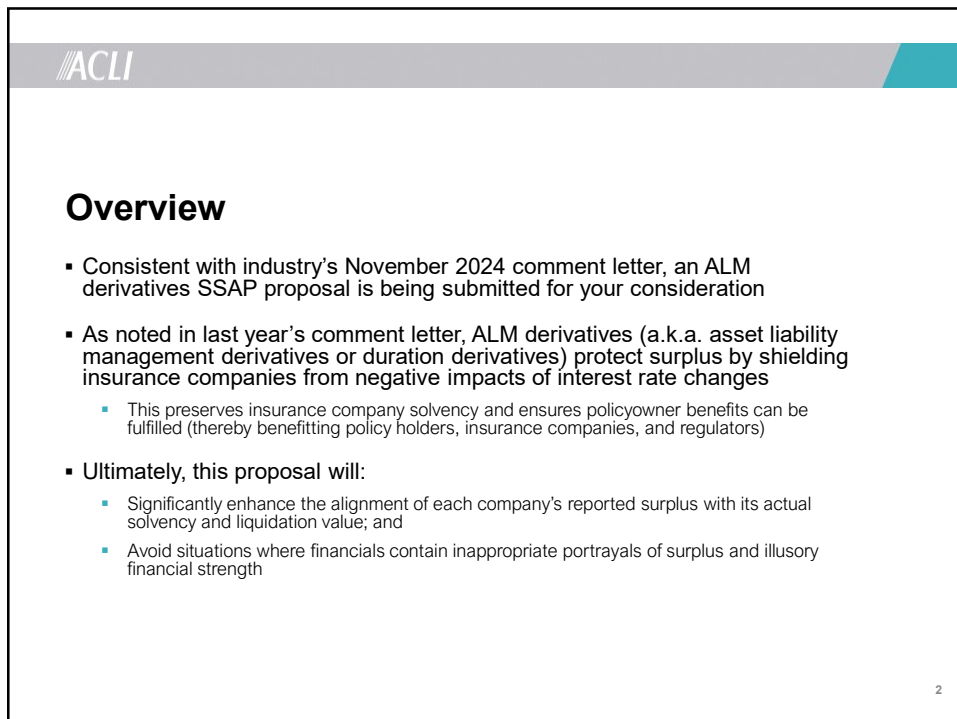 ACLI
Overview
▪ Consistent with industry’s November 2024 comment letter, an ALM
derivatives SSAP proposal is being submitted for your consideration
▪ As noted in last year’s comment letter, ALM derivatives (a.k.a. asset liability
management derivatives or duration derivatives) protect surplus by shielding
insurance companies from negative impacts of interest rate changes
▪ This preserves insurance company solvency and ensures policyowner benefits can be
fulfilled (thereby benefitting policy holders, insurance companies, and regulators)
▪ Ultimately, this proposal will:
▪ Significantly enhance the alignment of each company’s reported surplus with its actual
solvency and liquidation value; and
▪ Avoid situations where financials contain inappropriate portrayals of surplus and illusory
financial strength
2